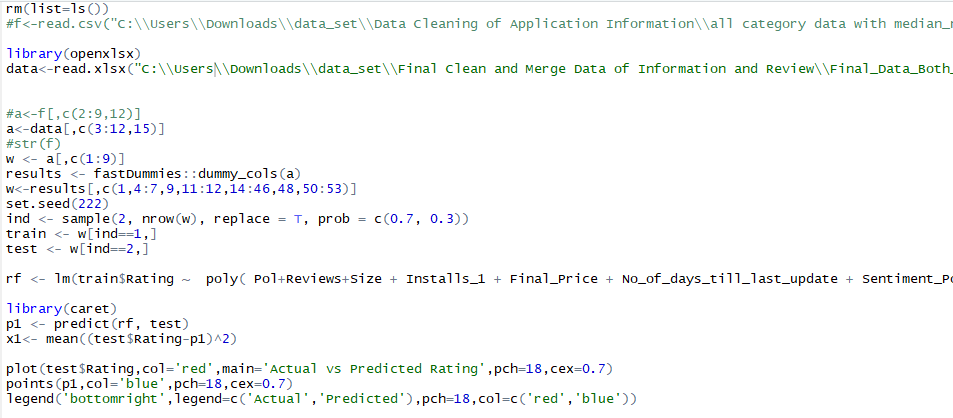 rm(list=ls())
#f<-read.csv("C:\\Users\\Downloads\\data_set\\Data Cleaning of Application Information\\all category data with median_
library(openxlsx)
data<-read.xlsx("C:\\Users\\Downloads\\data_set\\Final Clean and Merge Data of Information and Review\\Final_Data_Both_
#a<-f[,c(2:9,12)]
a<-data[,c(3:12,15)]
#str(f)
w <- a[,c(1:9)]
results <- fastDummies::dummy_cols(a)
w<-results[,c(1,4:7,9,11:12,14:46,48,50:53)]
set.seed(222)
ind <- sample(2, nrow(w), replace = T, prob = c(0.7, 0.3))
train <- w[ind==1,]
test <- w[ind==2,]
rf <- lm(train$Rating ~  poly( Pol+Reviews+Size + Installs_1 + Final_Price + No_of_days_till_last_update + Sentiment_Po
library(caret)
p1 <- predict(rf, test)
x1<- mean((test$Rating-p1)^2)
plot(test$Rating,col='red',main='Actual vs Predicted Rating',pch=18,cex=0.7)
points(p1,col='blue',pch=18,cex=0.7)
legend('bottomright',legend=c('Actual','Predicted'),pch=18,col=c('red','blue'))